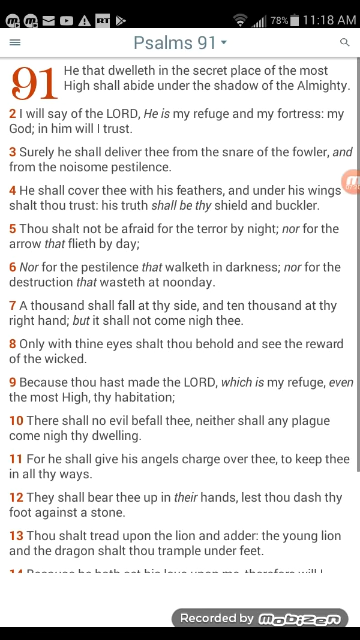 78% 11:18 AM
Psalms 91
91 He that dwelleth in the secret place of the most
High shall abide under the shadow of the Almighty.
2 I will say of the LORD, He is my refuge and my fortress: my
God; in him will I trust.
3 Surely he shall deliver thee from the snare of the fowler, and
from the noisome pestilence.
4 He shall cover thee with his feathers, and under his wings
shalt thou trust: his truth shall be thy shield and buckler.
5 Thou shalt not be afraid for the terror by night; nor for the
arrow that flieth by day;
6 Nor for the pestilence that walketh in darkness; nor for the
destruction that wasteth at noonday.
7 A thousand shall fall at thy side, and ten thousand at thy
right hand; but it shall not come nigh thee.
8 Only with thine eyes shalt thou behold and see the reward
of the wicked.
9 Because thou hast made the LORD, which is my refuge, even
the most High, thy habitation;
10 There shall no evil befall thee, neither shall any plague
come nigh thy dwelling.
11 For he shall give his angels charge over thee, to keep thee
in all thy ways.
12 They shall bear thee up in their hands, lest thou dash thy
foot against a stone.
13 Thou shalt tread upon the lion and adder: the young lion
and the dragon shalt thou trample under feet.
14 Because he hath set his love upon me, therefore will I
Recorded by mobizen